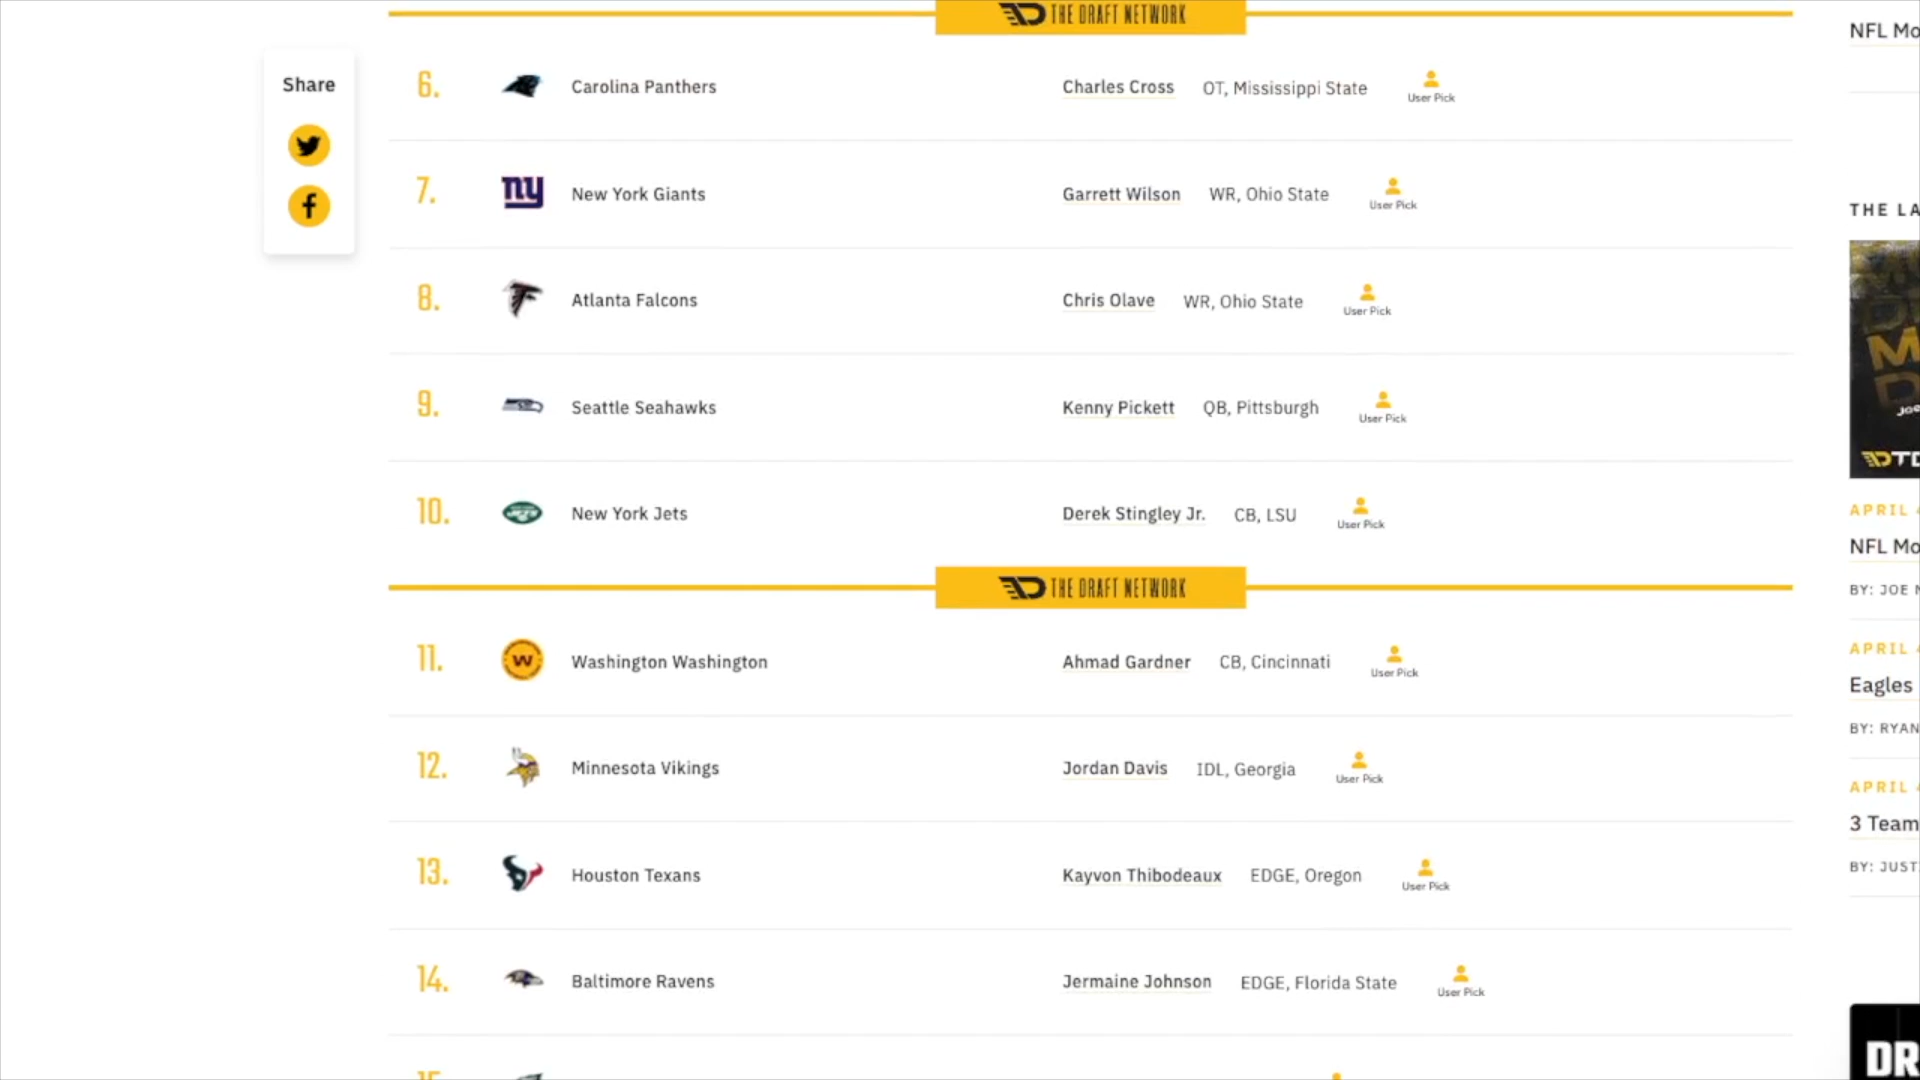 THE DRAFT NETWORK
NFL Mo
Share
6. Carolina Panthers Charles Cross OT, Mississippi State User Pick
7. ny New York Giants Garrett Wilson WR, Ohio State User Pick
THE LA
8. Atlanta Falcons Chris Olave WR, Ohio State User Pick
9. Seattle Seahawks Kenny Pickett QB, Pittsburgh User Pick
10. JETS New York Jets Derek Stingley Jr. CB, LSU User Pick
APRIL
NFL Mo
BY: JOE
THE DRAFT NETWORK
11. W Washington Washington Ahmad Gardner CB, Cincinnati User Pick
APRIL
Eagles
BY: RYAN
12. Minnesota Vikings Jordan Davis IDL, Georgia User Pick
APRIL
3 Team
BY: JUST
13. Houston Texans Kayvon Thibodeaux EDGE, Oregon User Pick
14. Baltimore Ravens Jermaine Johnson EDGE, Florida State User Pick
DR